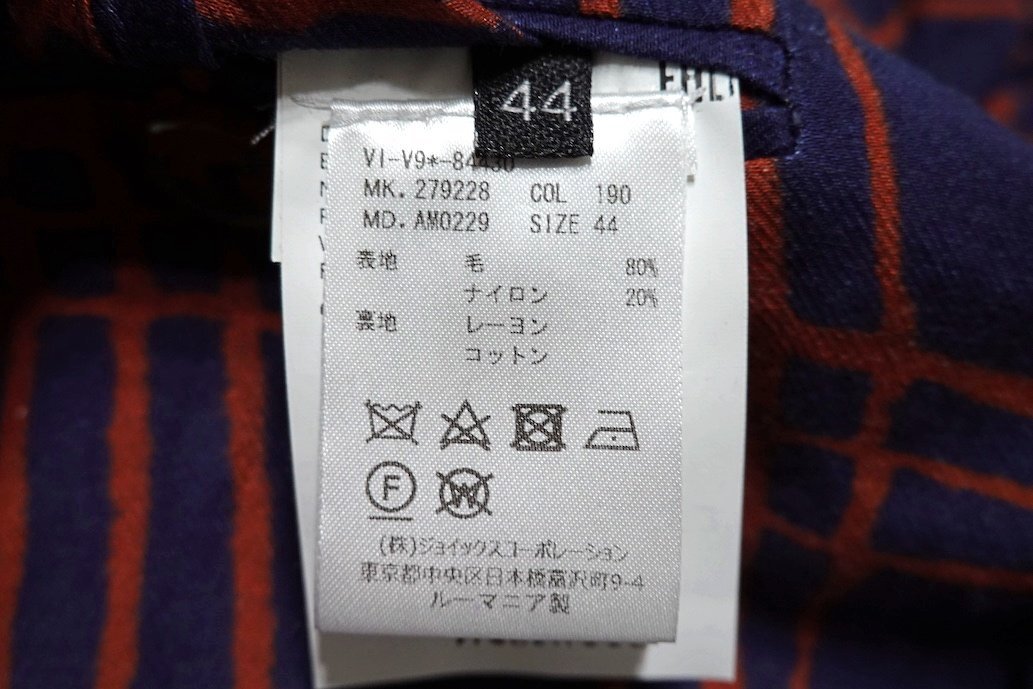 44
VI-V9*-84430
MK. 279228 COL 190
MD. AM0229 SIZE 44
表地 毛 80%
ナイロン 20%
裏地 レーヨン
コットン
F
W
(株)ジョイックスコーポレーション
東京都中央区日本橋富沢町9-4
ルーマニア製